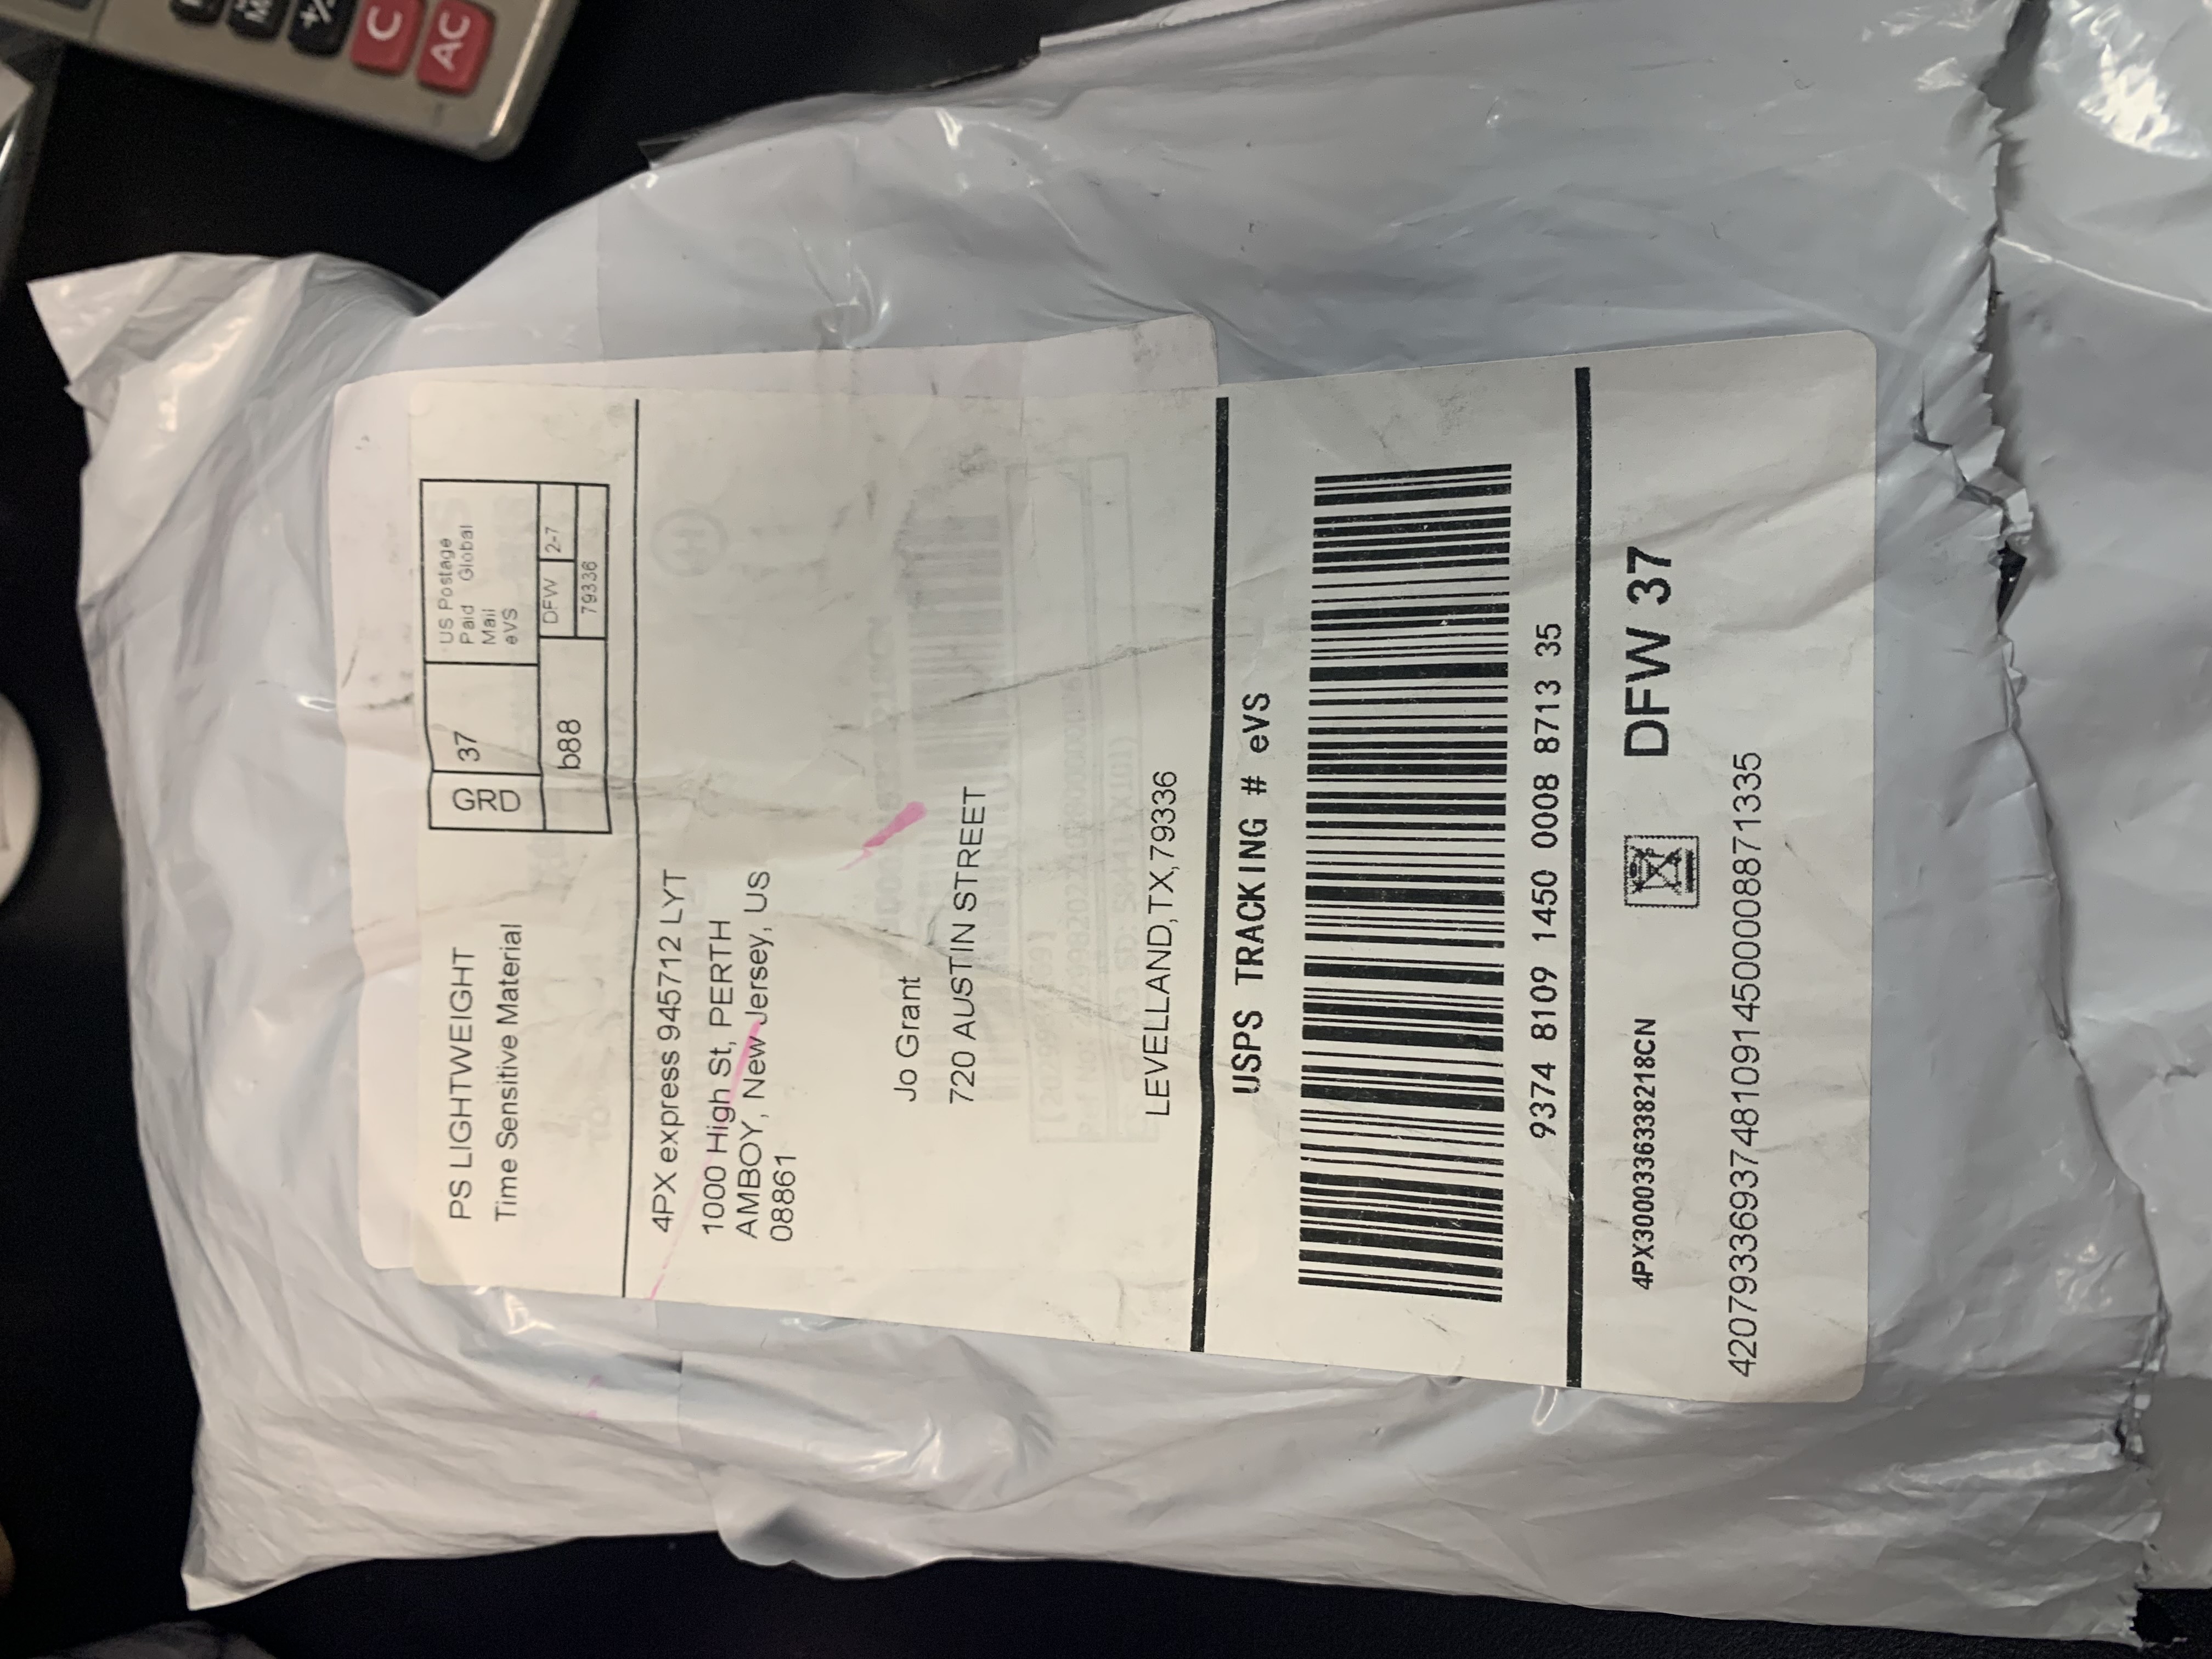 PS LIGHTWEIGHT
Time Sensitive Material
GRD
37
US Postage
Paid Global
Mail
eVS
b88
DFW
2-7
79336
4PX express 945712 LYT
1000 High St, PERTH
AMBOY, New Jersey, US
08861
Jo Grant
720 AUSTIN STREET
LEVELLAND,TX,79336
USPS TRACKING # eVS
9374 8109 1450 0008 8713 35
4PX3000336338218CN
DFW 37
420793369374810914500008871335
M
+/
C
AC